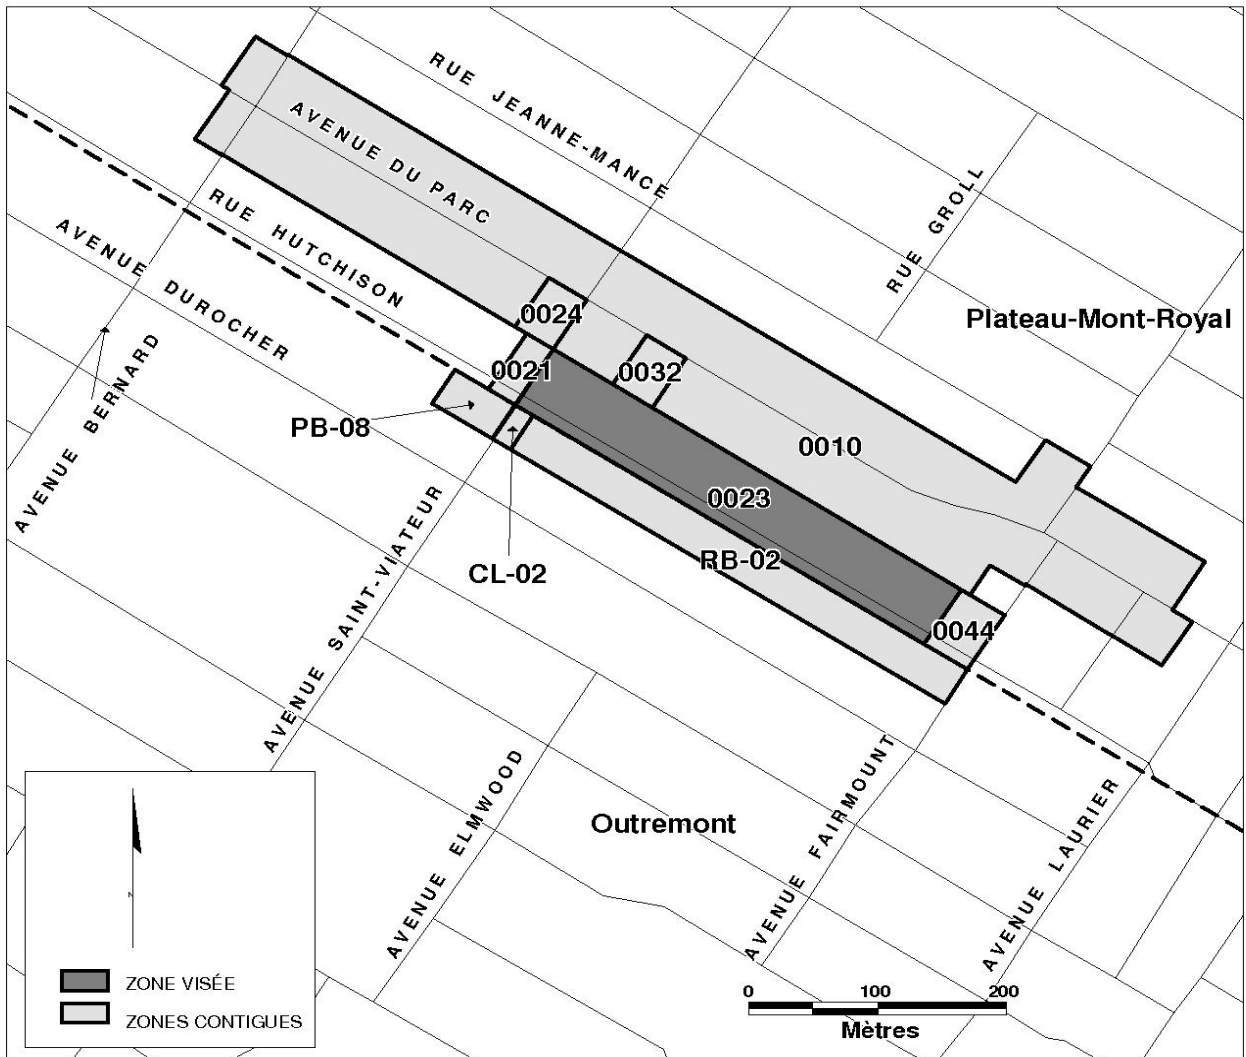 RUE JEANNE-MANCE
AVENUE DU PARC
RUE GROLL
RUE HUTCHISON
AVENUE DUROCHER
Plateau-Mont-Royal
0024
0021
0032
AVENUE BERNARD
PB-08
0010
0023
AVENUE SAINT-VIATEUR
CL-02
RB-02
0044
AVENUE ELMWOOD
Outremont
AVENUE FAIRMOUNT
AVENUE LAURIER
N
ZONE VISÉE
ZONES CONTIGUES
0 100 200
Mètres